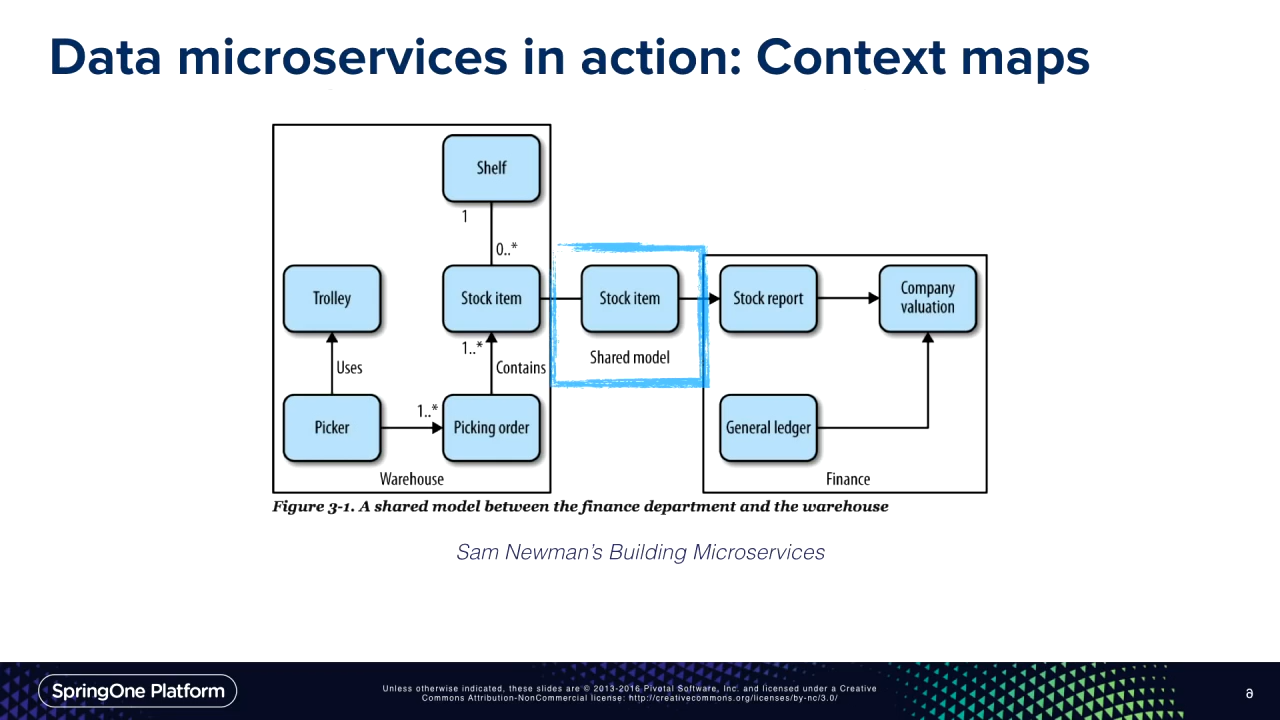 Data microservices in action: Context maps
Shelf
1
0..*
Trolley
Stock item
Stock item
Stock report
Company
valuation
1..*
Shared model
Uses
Contains
1..*
Picker
Picking order
General ledger
Warehouse
Finance
Figure 3-1. A shared model between the finance department and the warehouse
Sam Newman's Building Microservices
SpringOne Platform
Unless otherwise indicated, these slides are © 2013-2016 Pivotal Software, Inc. and licensed under a Creative
Commons Attribution-NonCommercial license: http://creativecommons.org/licenses/by-nc/3.0/